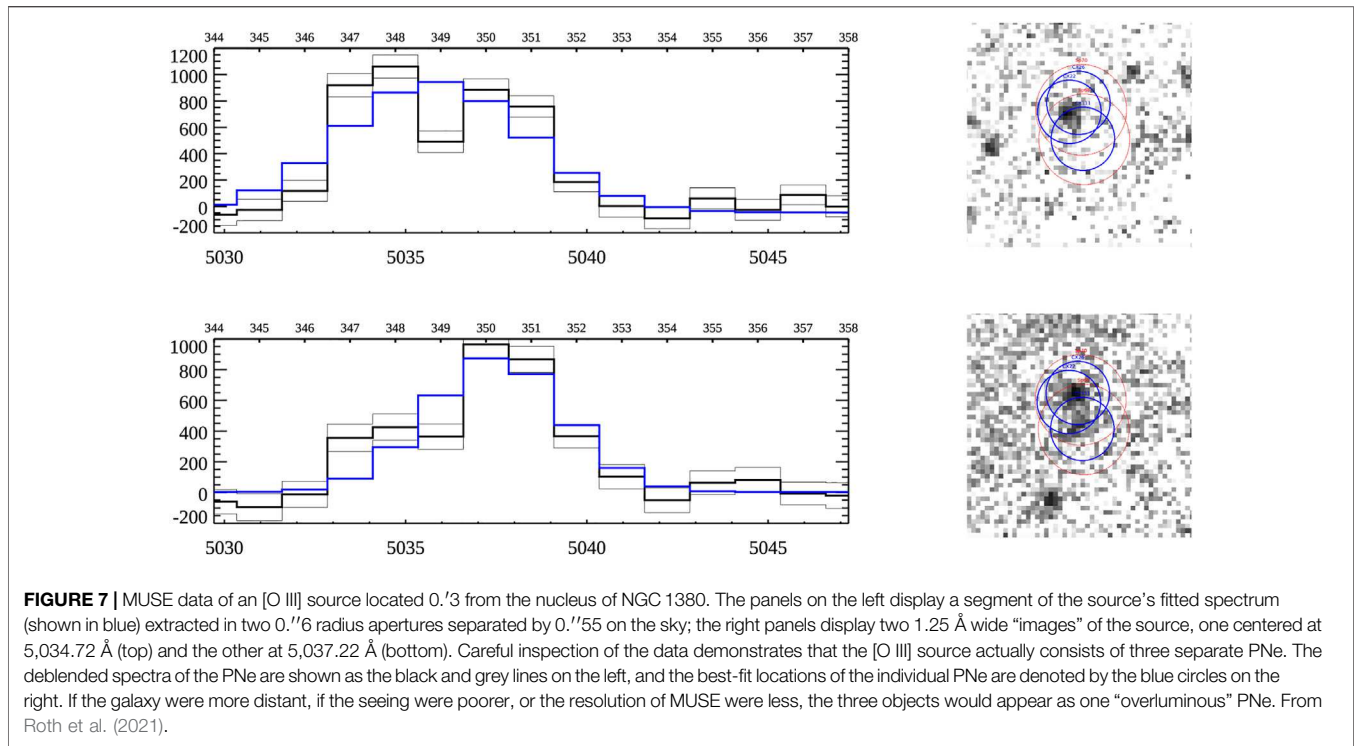 344 345 346 347 348 349 350 351 352 353 354 355 356 357 358
1200
1000
800
600
400
200
0
-200
5030 5035 5040 5045
344 345 346 347 348 349 350 351 352 353 354 355 356 357 358
1000
800
600
400
200
0
-200
5030 5035 5040 5045
FIGURE 7 | MUSE data of an [O III] source located 0.′3 from the nucleus of NGC 1380. The panels on the left display a segment of the source's fitted spectrum
(shown in blue) extracted in two 0.″6 radius apertures separated by 0.″55 on the sky; the right panels display two 1.25 Å wide “images” of the source, one centered at
5,034.72 Å (top) and the other at 5,037.22 Å (bottom). Careful inspection of the data demonstrates that the [O III] source actually consists of three separate PNe. The
deblended spectra of the PNe are shown as the black and grey lines on the left, and the best-fit locations of the individual PNe are denoted by the blue circles on the
right. If the galaxy were more distant, if the seeing were poorer, or the resolution of MUSE were less, the three objects would appear as one “overluminous” PNe. From
Roth et al. (2021).